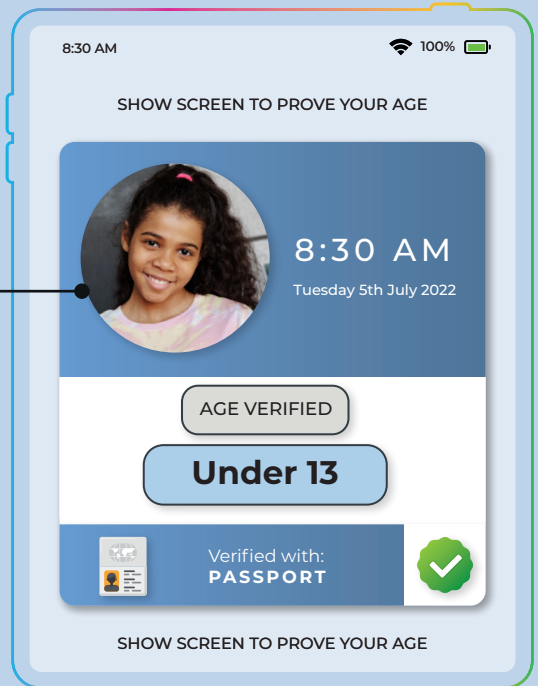 8:30 AM
100%
SHOW SCREEN TO PROVE YOUR AGE
8:30 AM
Tuesday 5th July 2022
AGE VERIFIED
Under 13
Verified with:
PASSPORT
SHOW SCREEN TO PROVE YOUR AGE